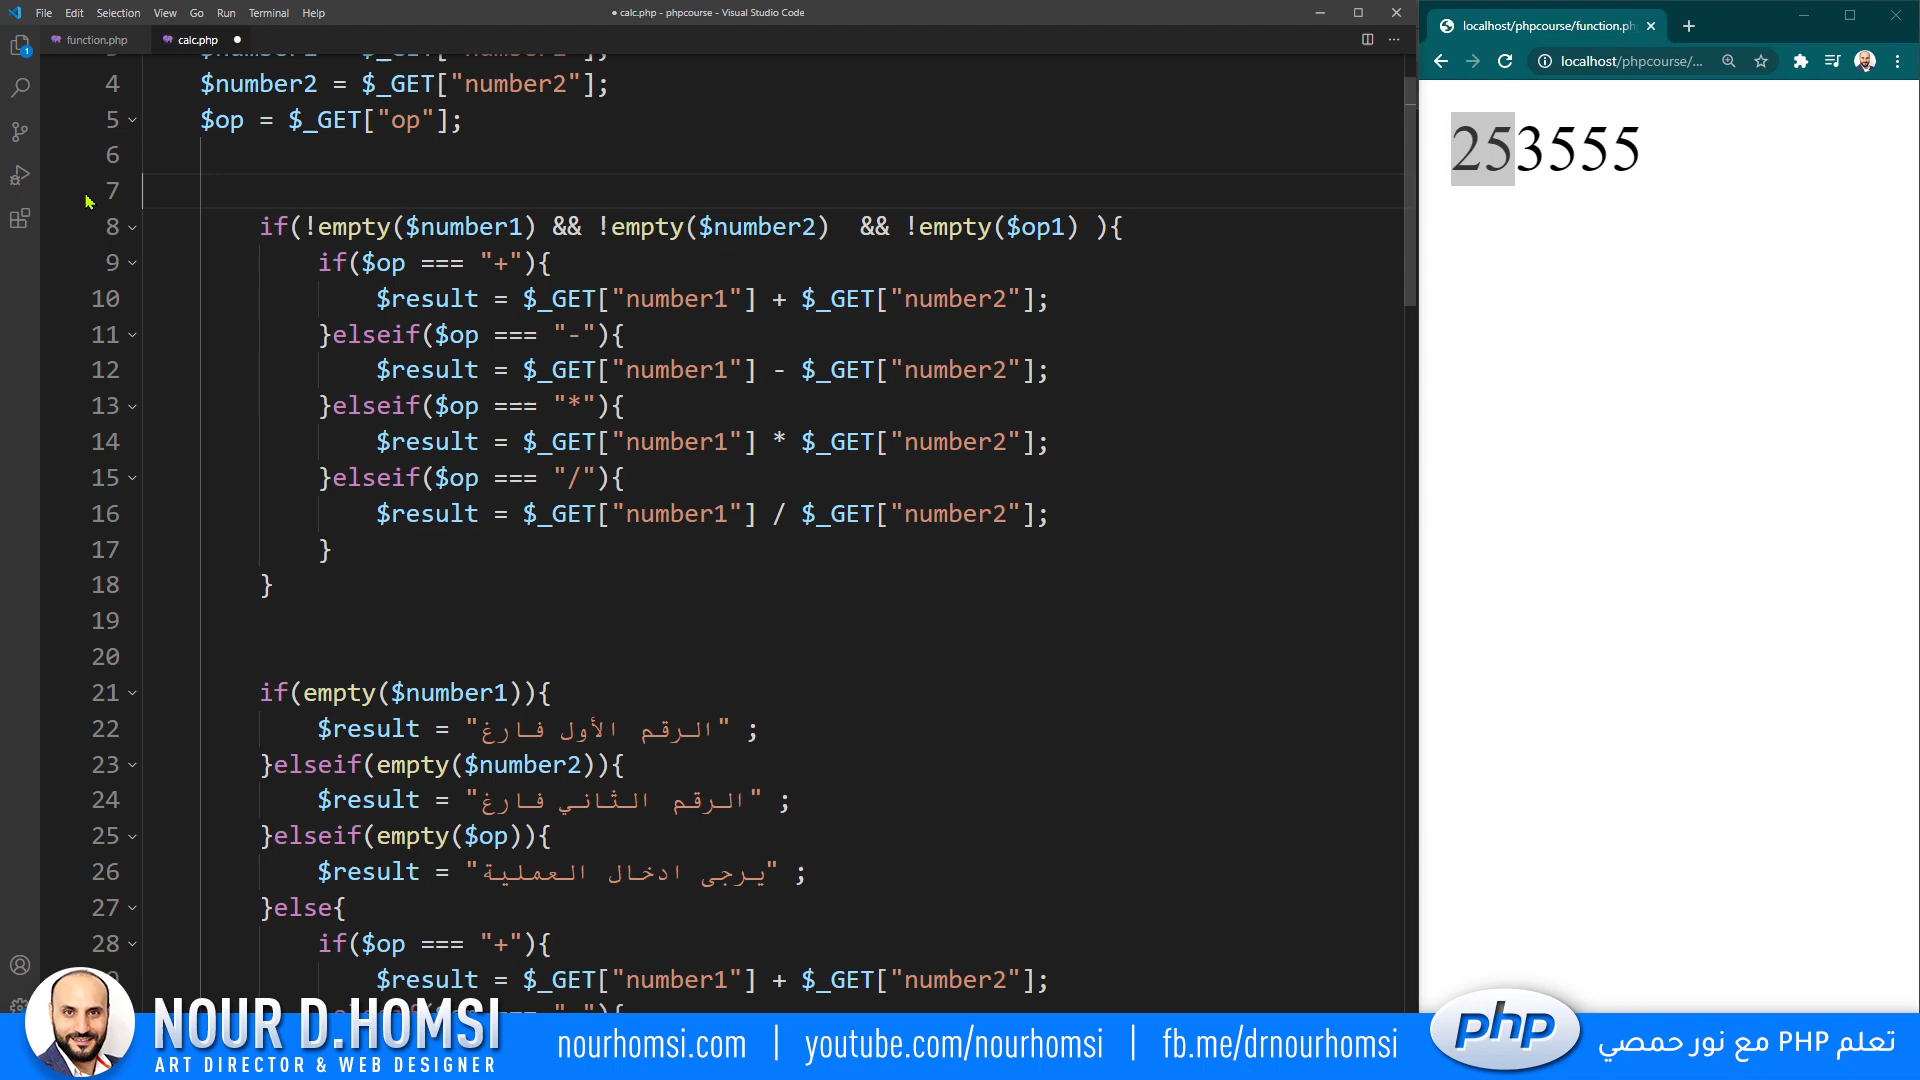 File Edit Selection View Go Run Terminal Help
● calc.php - phpcourse - Visual Studio Code
function.php
calc.php
4 $number2 = $_GET["number2"];
5 $op = $_GET["op"];
6
7
8 if(!empty($number1) && !empty($number2)  && !empty($op1) ){
9 if($op === "+"){
10 $result = $_GET["number1"] + $_GET["number2"];
11 }elseif($op === "-"){
12 $result = $_GET["number1"] - $_GET["number2"];
13 }elseif($op === "*"){
14 $result = $_GET["number1"] * $_GET["number2"];
15 }elseif($op === "/"){
16 $result = $_GET["number1"] / $_GET["number2"];
17 }
18 }
19
20
21 if(empty($number1)){
22 $result = "الرقم الأول فارغ" ;
23 }elseif(empty($number2)){
24 $result = "الرقم الثاني فارغ" ;
25 }elseif(empty($op)){
26 $result = "يرجى ادخال العملية" ;
27 }else{
28 if($op === "+"){
$result = $_GET["number1"] + $_GET["number2"];
localhost/phpcourse/function.ph
localhost/phpcourse/...
253555
1
NOUR D.HOMSI
ART DIRECTOR & WEB DESIGNER
nourhomsi.com | youtube.com/nourhomsi | fb.me/drnourhomsi
php
تعلم PHP مع نور حمصي